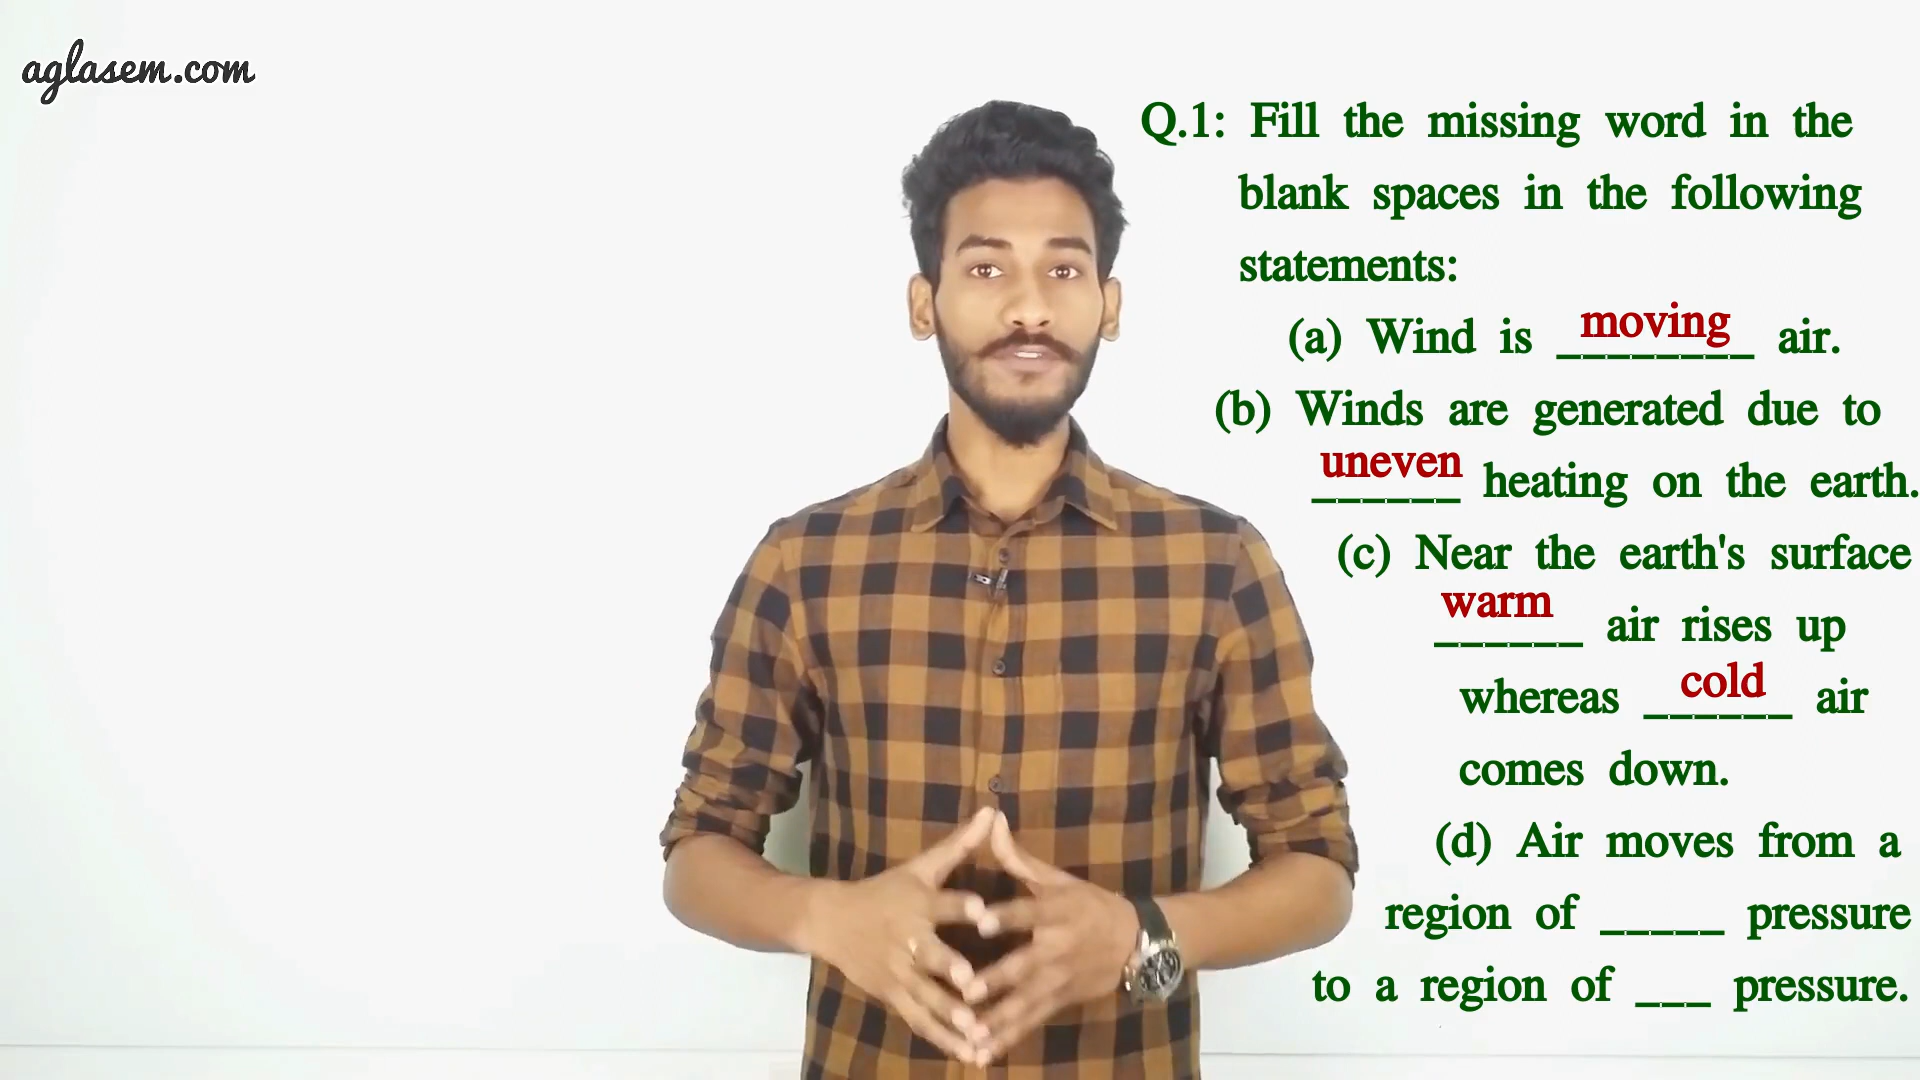 aglasem.com
Q.1: Fill the missing word in the
blank spaces in the following
statements:
(a) Wind is moving air.
(b) Winds are generated due to
uneven heating on the earth.
(c) Near the earth's surface
warm air rises up
whereas cold air
comes down.
(d) Air moves from a
region of _____ pressure
to a region of ___ pressure.